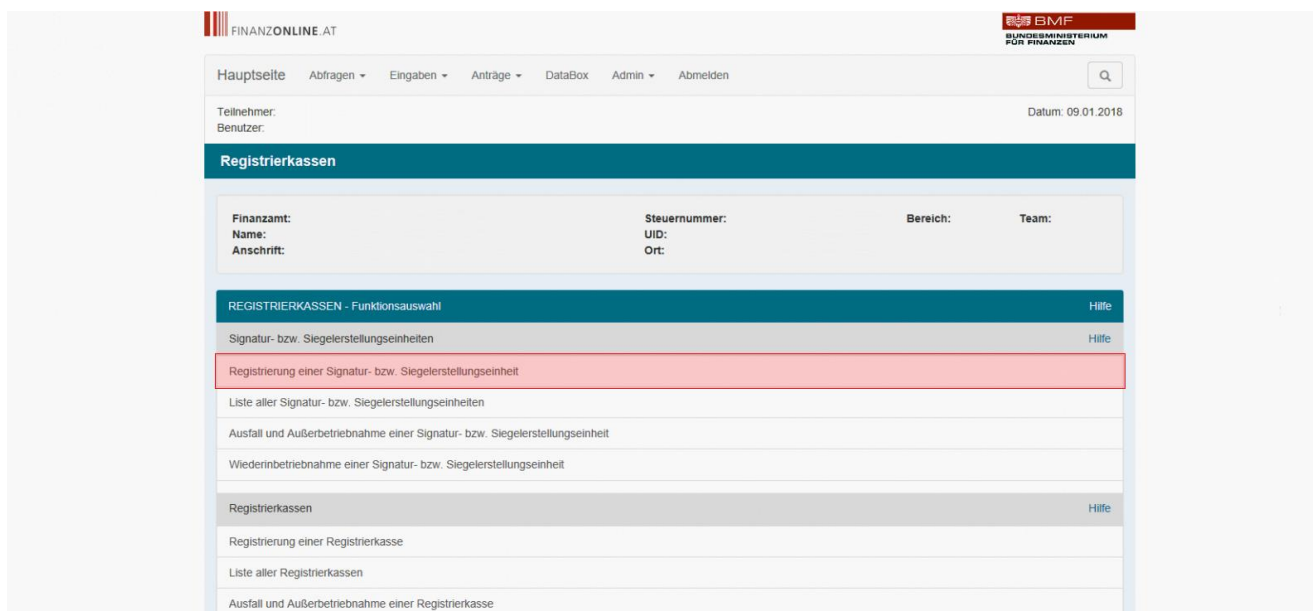 FINANZONLINE.AT
BMF
BUNDESMINISTERIUM
FÜR FINANZEN
Hauptseite Abfragen Eingaben Anträge DataBox Admin Abmelden
Teilnehmer: Datum: 09.01.2018
Benutzer:
Registrierkassen
Finanzamt: Steuernummer: Bereich: Team:
Name: UID:
Anschrift: Ort:
REGISTRIERKASSEN - Funktionsauswahl Hilfe
Signatur- bzw. Siegelerstellungseinheiten Hilfe
Registrierung einer Signatur- bzw. Siegelerstellungseinheit
Liste aller Signatur- bzw. Siegelerstellungseinheiten
Ausfall und Außerbetriebnahme einer Signatur- bzw. Siegelerstellungseinheit
Wiederinbetriebnahme einer Signatur- bzw. Siegelerstellungseinheit
Registrierkassen Hilfe
Registrierung einer Registrierkasse
Liste aller Registrierkassen
Ausfall und Außerbetriebnahme einer Registrierkasse